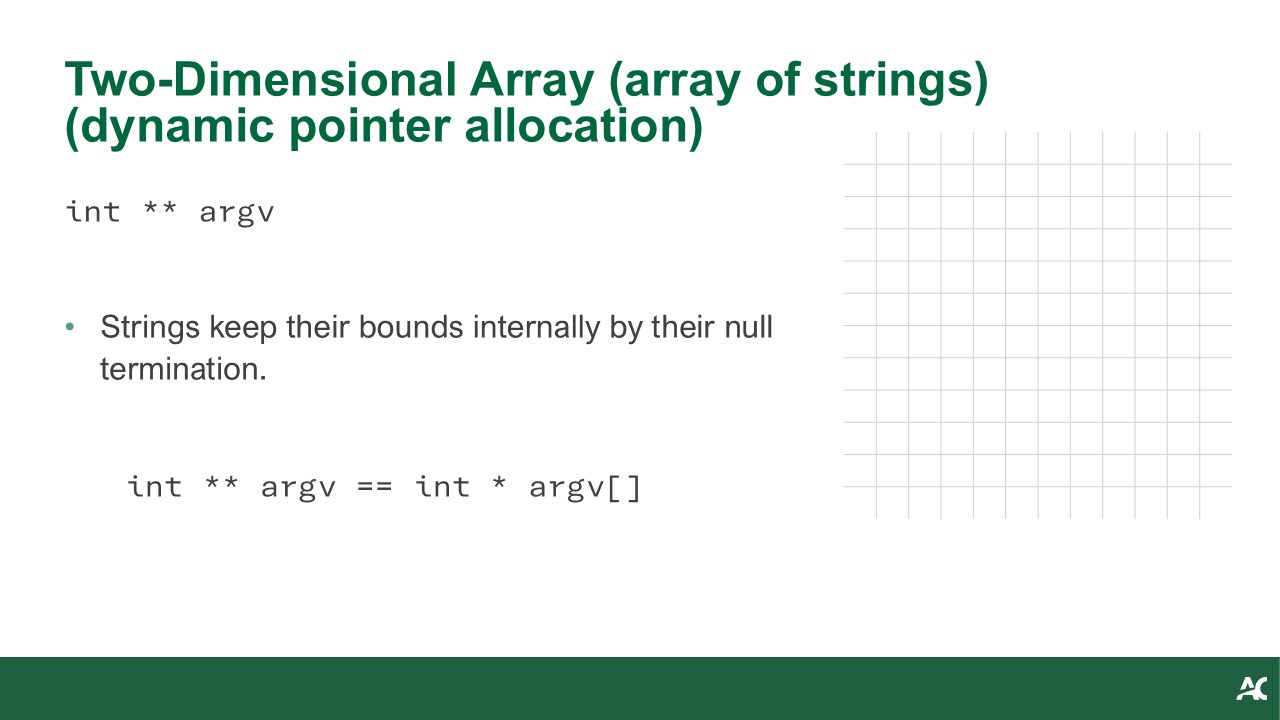 Two-Dimensional Array (array of strings)
(dynamic pointer allocation)
int ** argv
• Strings keep their bounds internally by their null
termination.
int ** argv == int * argv[]
AC